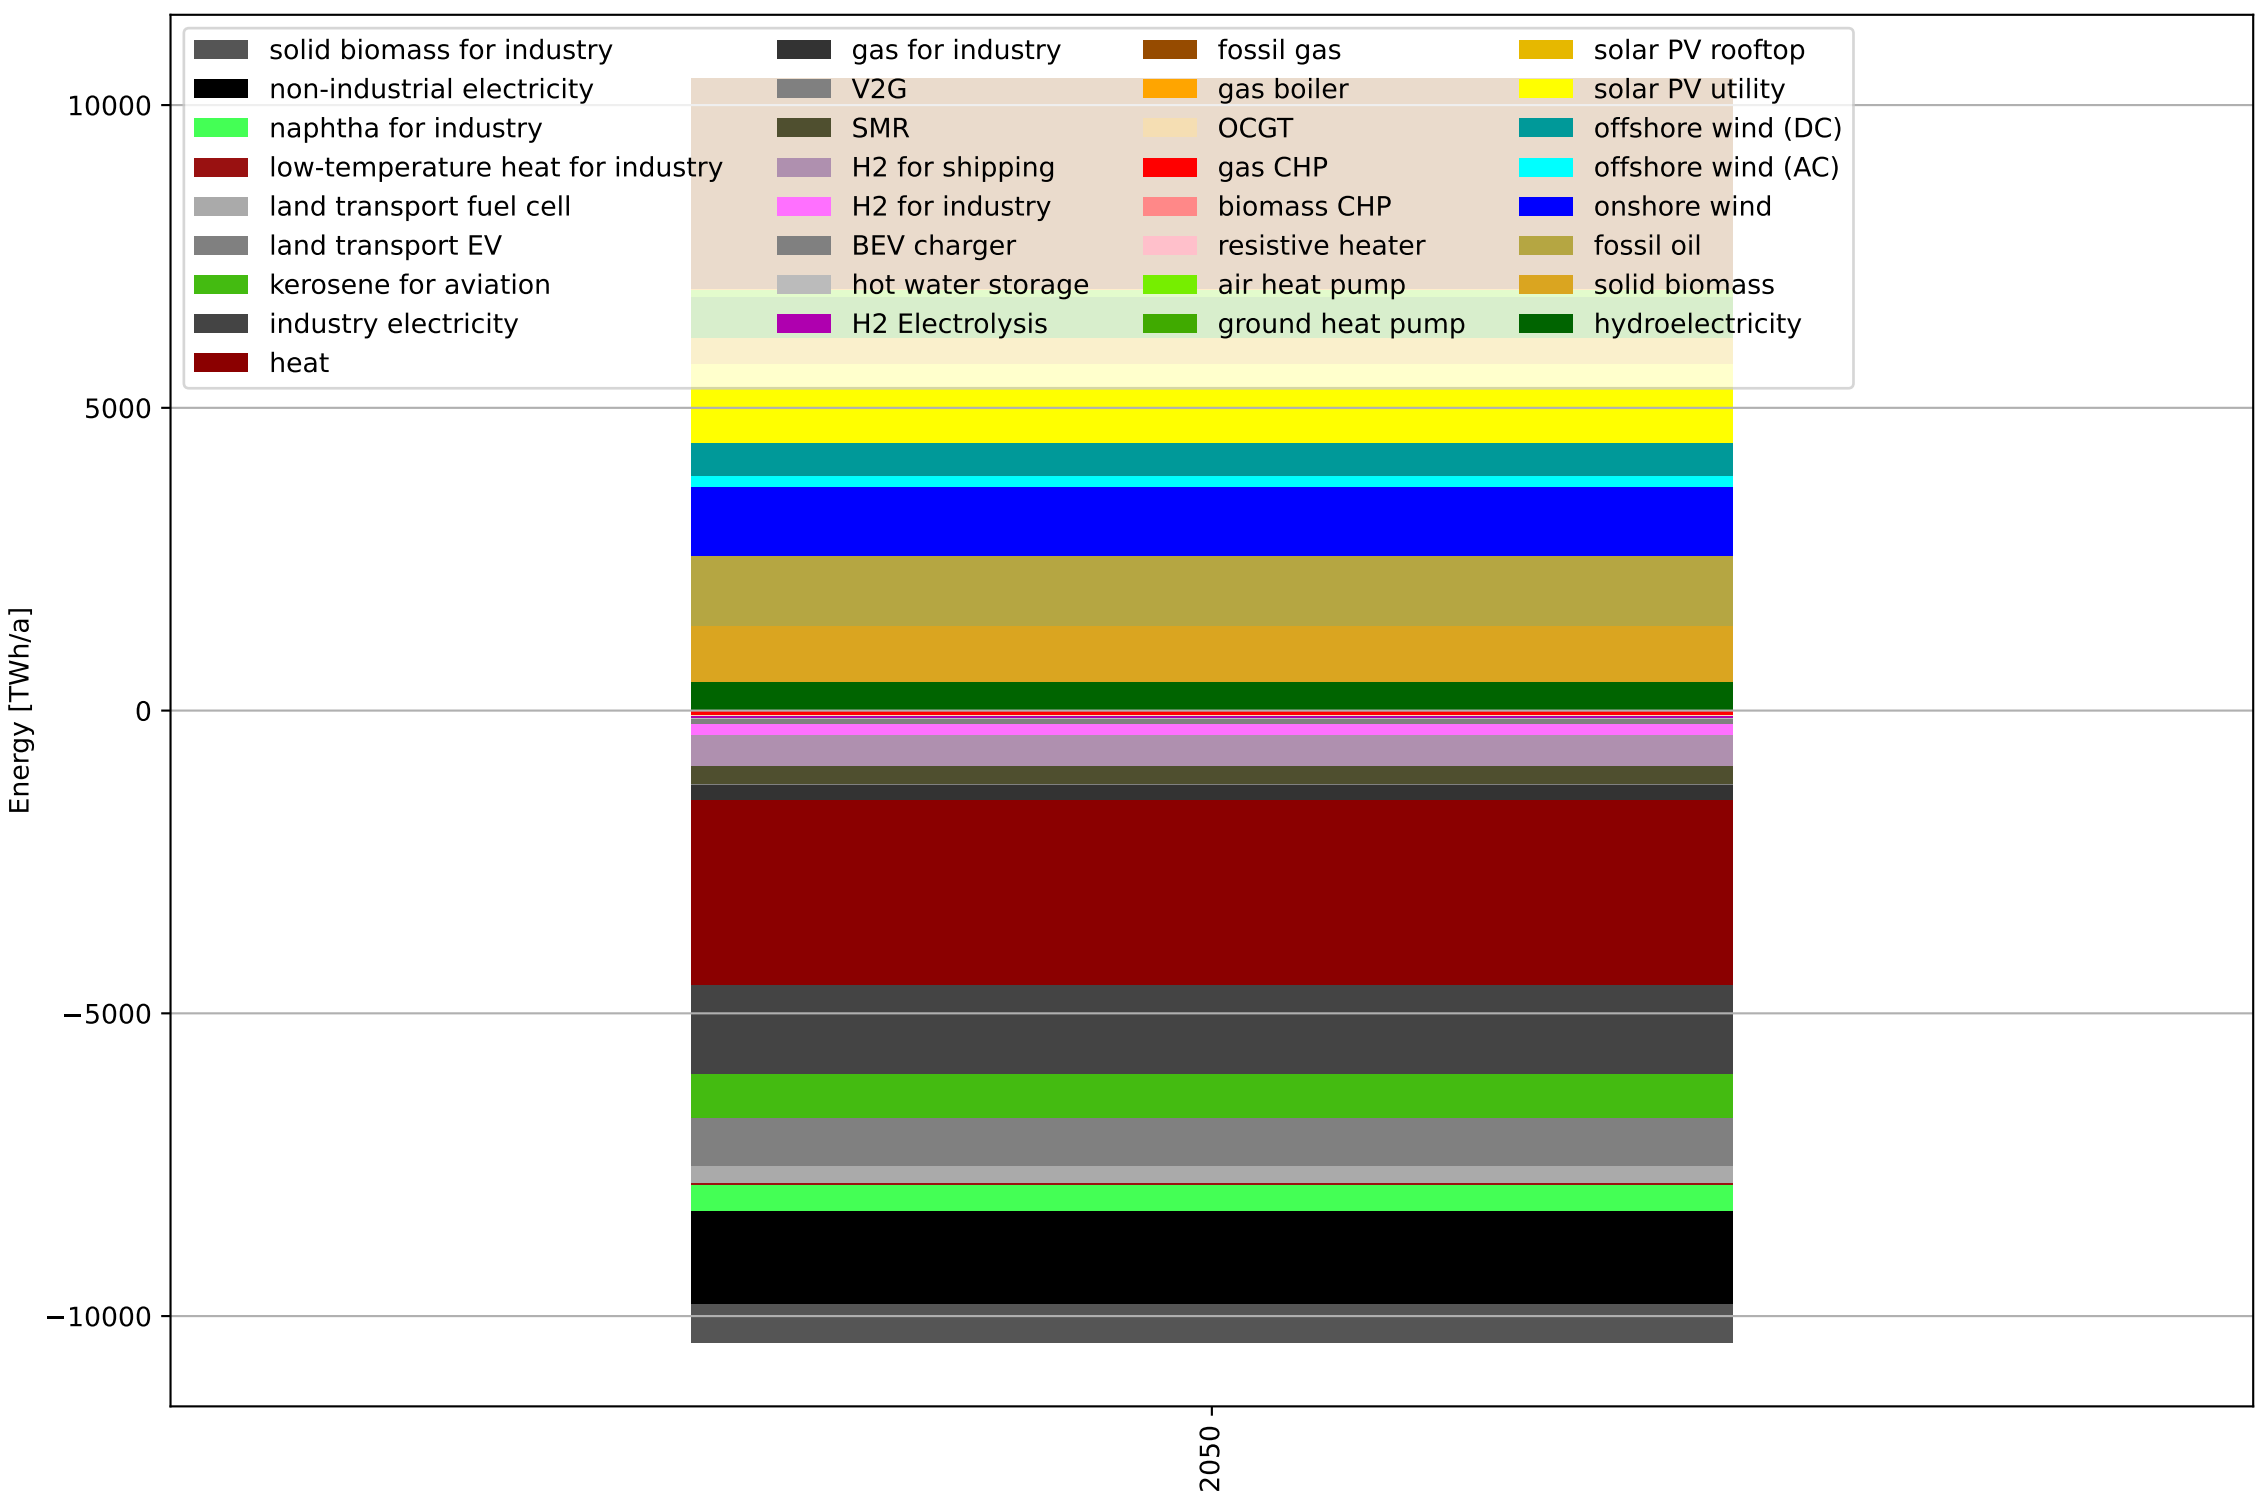 solid biomass for industry
non-industrial electricity
naphtha for industry
low-temperature heat for industry
land transport fuel cell
land transport EV
kerosene for aviation
industry electricity
heat
gas for industry
V2G
SMR
H2 for shipping
H2 for industry
BEV charger
hot water storage
H2 Electrolysis
fossil gas
gas boiler
OCGT
gas CHP
biomass CHP
resistive heater
air heat pump
ground heat pump
solar PV rooftop
solar PV utility
offshore wind (DC)
offshore wind (AC)
onshore wind
fossil oil
solid biomass
hydroelectricity
10000
5000
0
−5000
−10000
Energy [TWh/a]
2050